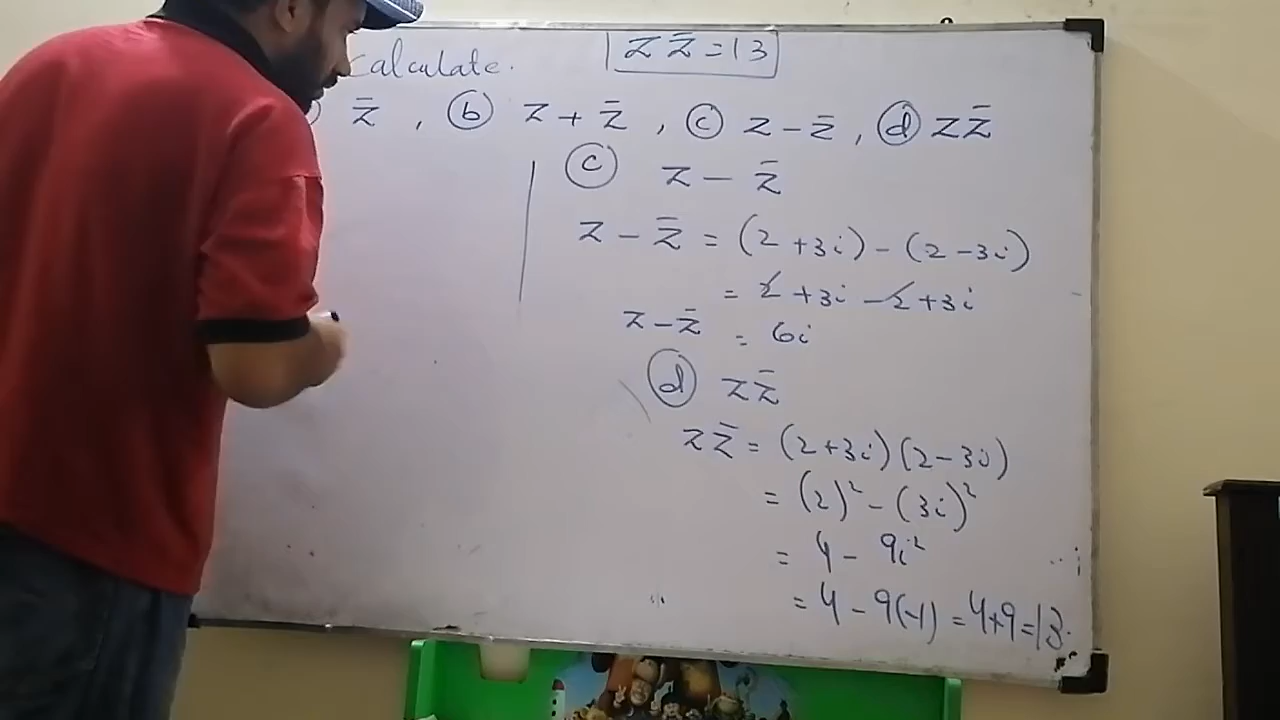 calculate. z z̄ = 13
z̄ , (b) z + z̄ , (c) z - z̄ , (d) z z̄
(c) z - z̄
z - z̄ = (2 + 3i) - (2 - 3i)
= 2 + 3i - 2 + 3i
z - z̄ = 6i
(d) z z̄
z z̄ = (2 + 3i)(2 - 3i)
= (2)² - (3i)²
= 4 - 9i²
= 4 - 9(-1) = 4 + 9 = 13.